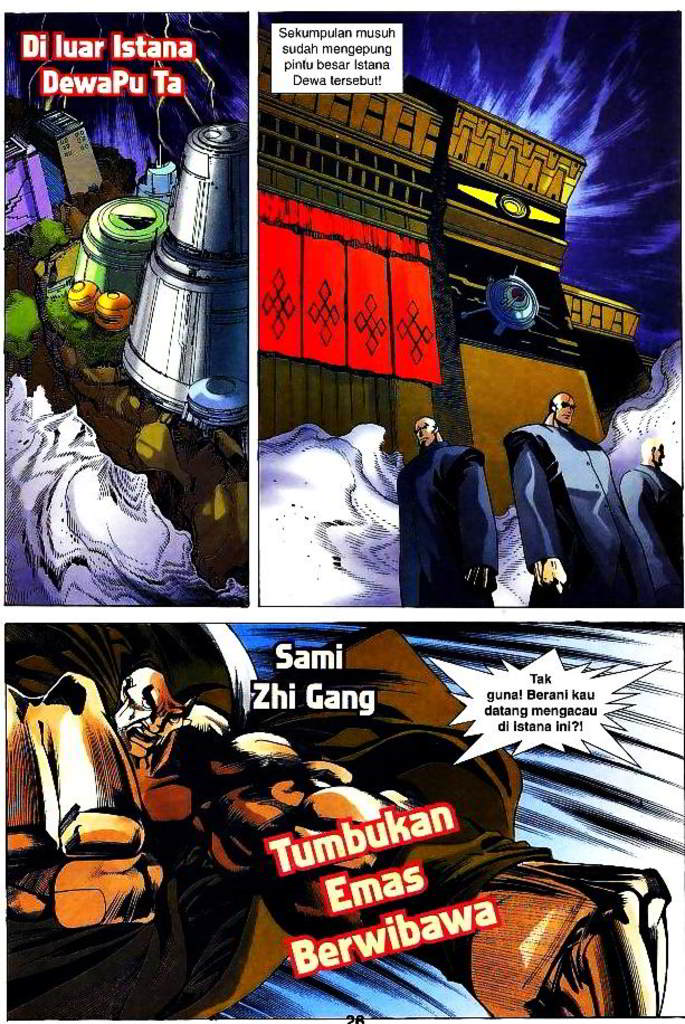 Di luar Istana
DewaPu Ta
Sekumpulan musuh
sudah mengepung
pintu besar Istana
Dewa tersebut!
Sami
Zhi Gang
Tak
guna! Berani kau
datang mengacau
di istana ini?!
Tumbukan
Emas
Berwibawa
26